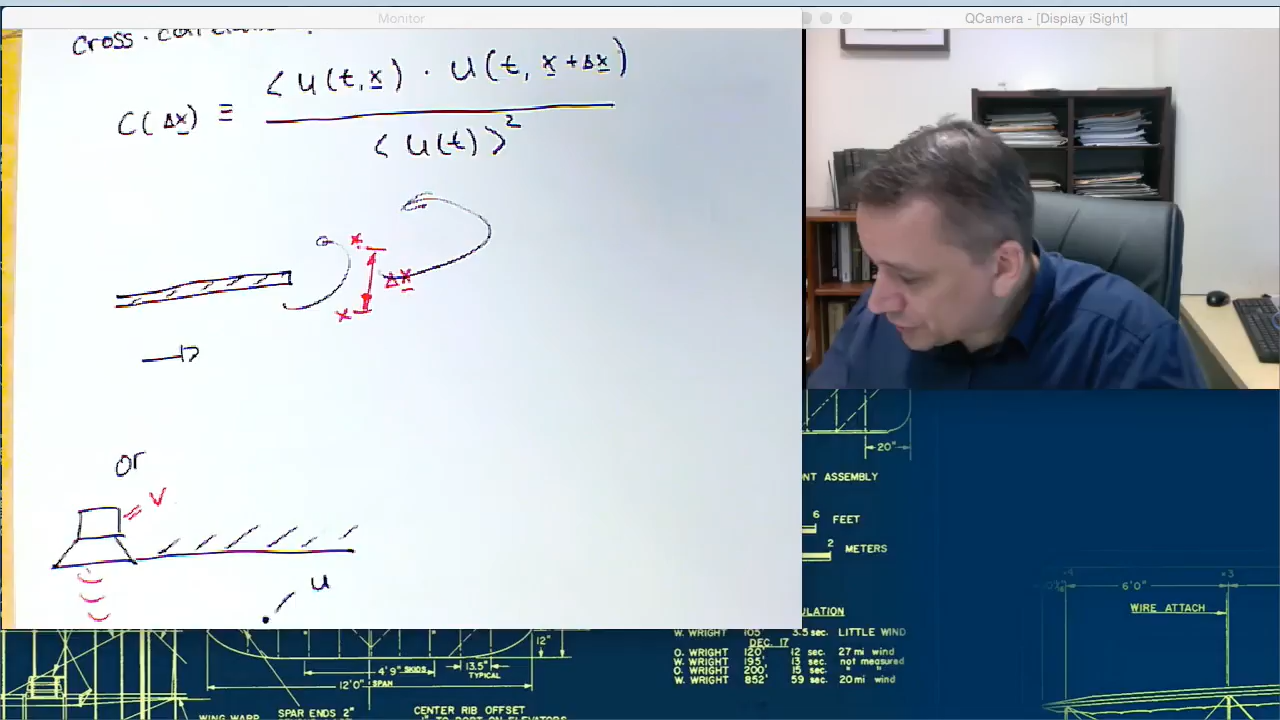 Monitor
QCamera - [Display iSight]
⟨ u(t,x̲) · u(t, x̲+Δx̲)
C(Δx̲) ≡
⟨ u(t) ⟩²
x
Δx̲
x
or
V
u
20"
NT ASSEMBLY
6
FEET
2
METERS
ULATION
W. WRIGHT 105' 3.5 sec. LITTLE WIND
DEC. 17
O. WRIGHT 120' 12 sec. 27 mi wind
W. WRIGHT 195' 13 sec. not measured
O. WRIGHT 200' 15 sec. " "
W. WRIGHT 852' 59 sec. 20 mi wind
6'0"
WIRE ATTACH
12"
4'9" SKIDS
13.5"
TYPICAL
12'0" SPAN
WING WARP
SPAR ENDS 2"
CENTER RIB OFFSET